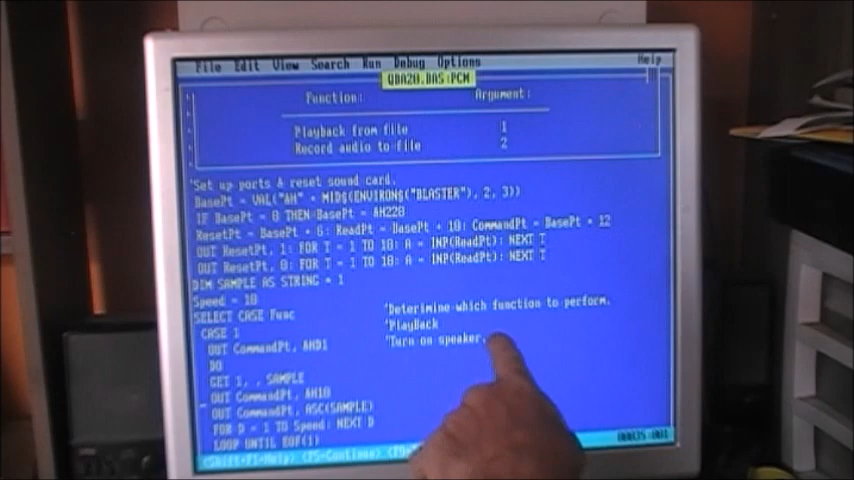 File Edit View Search Run Debug Options Help
QBA20.BAS:PCM
Function: Argument:
Playback from file 1
Record audio to file 2
'Set up ports & reset sound card.
BasePt = VAL("&H" + MID$(ENVIRON$("BLASTER"), 2, 3))
IF BasePt = 0 THEN BasePt = &H220
ResetPt = BasePt + 6: ReadPt = BasePt + 10: CommandPt = BasePt + 12
OUT ResetPt, 1: FOR T = 1 TO 10: A = INP(ReadPt): NEXT T
OUT ResetPt, 0: FOR T = 1 TO 10: A = INP(ReadPt): NEXT T
DIM SAMPLE AS STRING * 1
Speed = 10
SELECT CASE Func 'Deterimine which function to perform.
CASE 1 'PlayBack
OUT CommandPt, &HD1 'Turn on speaker.
DO
GET 1, , SAMPLE
OUT CommandPt, &H10
OUT CommandPt, ASC(SAMPLE)
FOR D = 1 TO Speed: NEXT D
LOOP UNTIL EOF(1)
<Shift+F1=Help> <F5=Continue> 00035:001